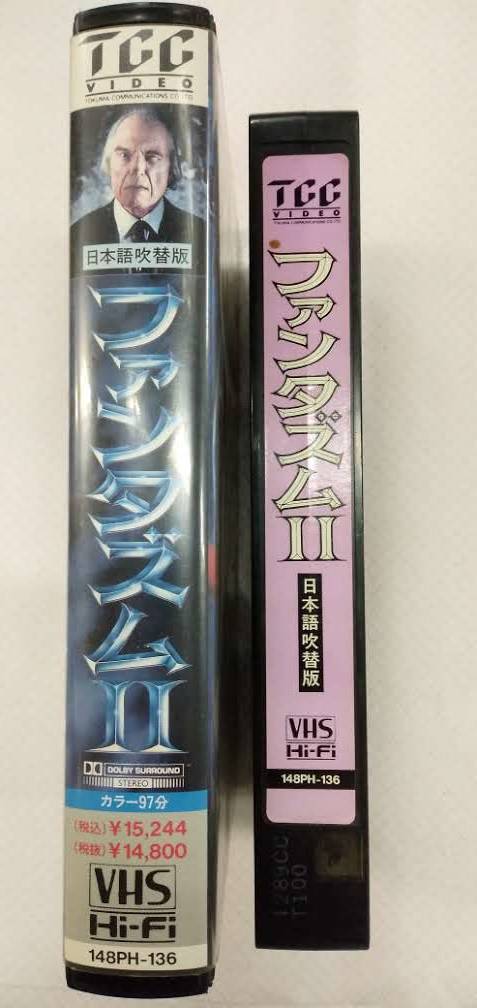 TCC
VIDEO
TOKUMA COMMUNICATIONS CO., LTD.
日本語吹替版
ファンタズムII
DOLBY SURROUND
STEREO
カラー97分
(税込)¥15,244
(税抜)¥14,800
VHS
Hi-Fi
148PH-136
TCC
VIDEO
TOKUMA COMMUNICATIONS CO., LTD.
ファンタズムII
日本語吹替版
VHS
Hi-Fi
148PH-136
T100